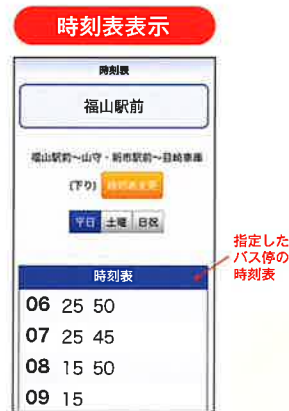 時刻表表示
時刻表
福山駅前
福山駅前～山守・新市駅前～目崎車庫
(下り) 時刻表変更
平日 土曜 日祝
指定した
バス停の
時刻表
時刻表
06 25 50
07 25 45
08 15 50
09 15